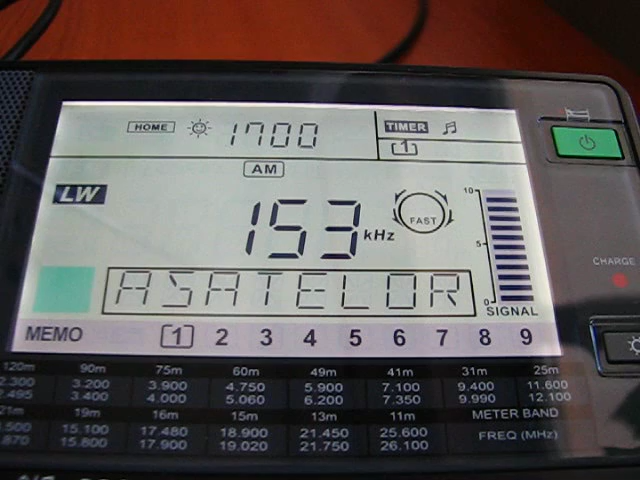 HOME 1700 TIMER
1
AM
LW 153 kHz FAST 10
5
0
ASATELOR SIGNAL
CHARGE
MEMO 1 2 3 4 5 6 7 8 9
120m 90m 75m 60m 49m 41m 31m 25m
2.300 3.200 3.900 4.750 5.900 7.100 9.400 11.600
2.495 3.400 4.000 5.060 6.200 7.350 9.990 12.100
21m 19m 16m 15m 13m 11m METER BAND
.500 15.100 17.480 18.900 21.450 25.600 FREQ (MHz)
.870 15.800 17.900 19.020 21.750 26.100